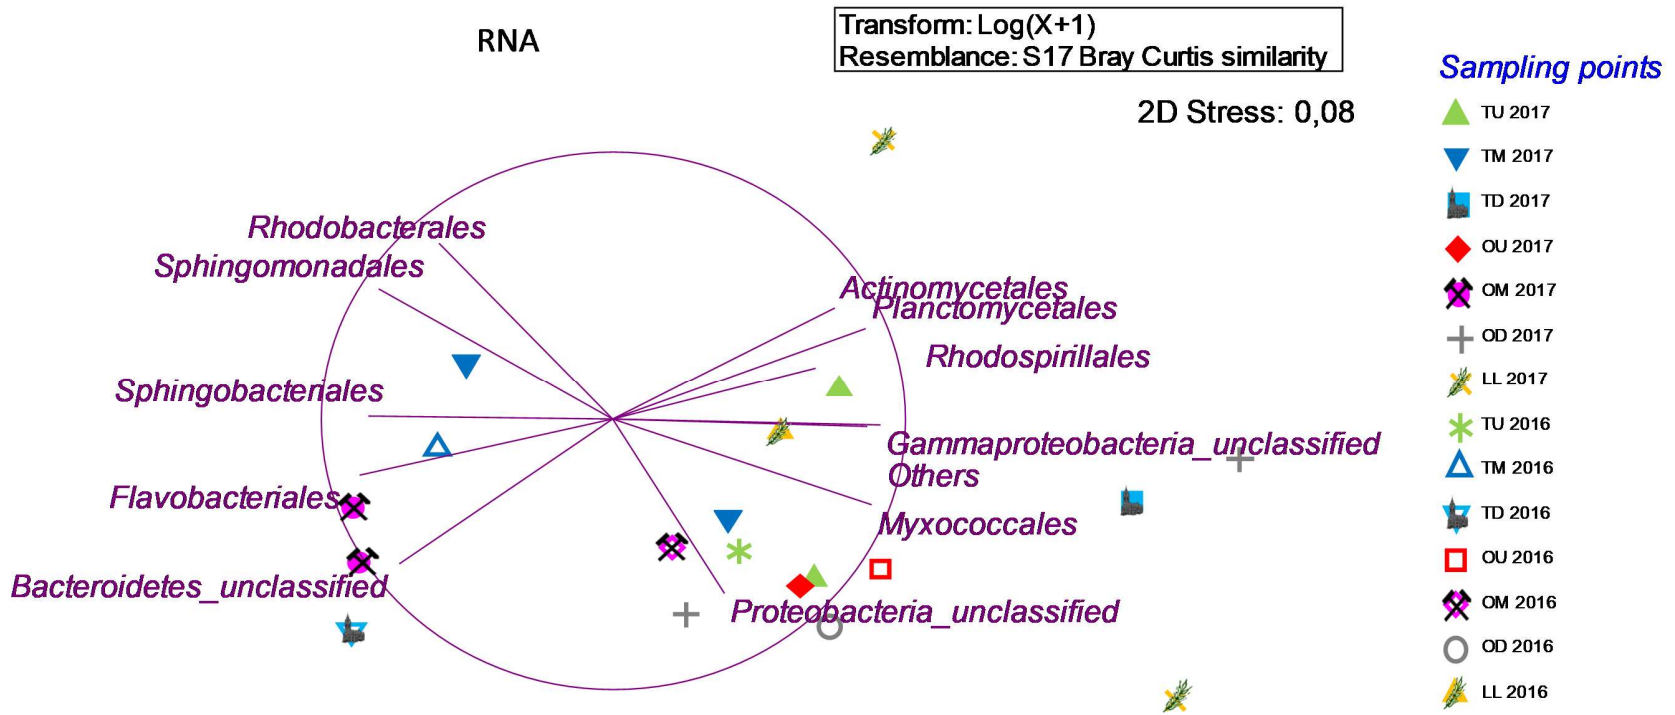 RNA
Transform: Log(X+1)
Resemblance: S17 Bray Curtis similarity
2D Stress: 0,08
Rhodobacterales
Sphingomonadales
Actinomycetales
Planctomycetales
Rhodospirillales
Sphingobacteriales
Gammaproteobacteria_unclassified
Others
Flavobacteriales
Myxococcales
Bacteroidetes_unclassified
Proteobacteria_unclassified
Sampling points
TU 2017
TM 2017
TD 2017
OU 2017
OM 2017
OD 2017
LL 2017
TU 2016
TM 2016
TD 2016
OU 2016
OM 2016
OD 2016
LL 2016